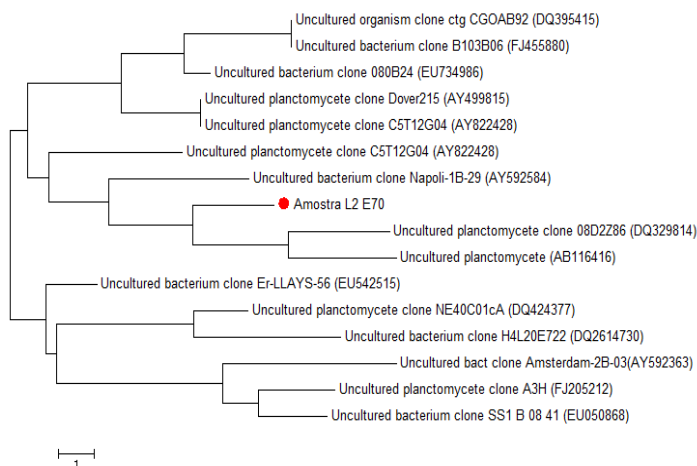 Uncultured organism clone ctg CGOAB92 (DQ395415)
Uncultured bacterium clone B103B06 (FJ455880)
Uncultured bacterium clone 080B24 (EU734986)
Uncultured planctomycete clone Dover215 (AY499815)
Uncultured planctomycete clone C5T12G04 (AY822428)
Uncultured planctomycete clone C5T12G04 (AY822428)
Uncultured bacterium clone Napoli-1B-29 (AY592584)
Amostra L2 E70
Uncultured planctomycete clone 08D2Z86 (DQ329814)
Uncultured planctomycete (AB116416)
Uncultured bacterium clone Er-LLAYS-56 (EU542515)
Uncultured planctomycete clone NE40C01cA (DQ424377)
Uncultured bacterium clone H4L20E722 (DQ2614730)
Uncultured bact clone Amsterdam-2B-03(AY592363)
Uncultured planctomycete clone A3H (FJ205212)
Uncultured bacterium clone SS1 B 08 41 (EU050868)
1